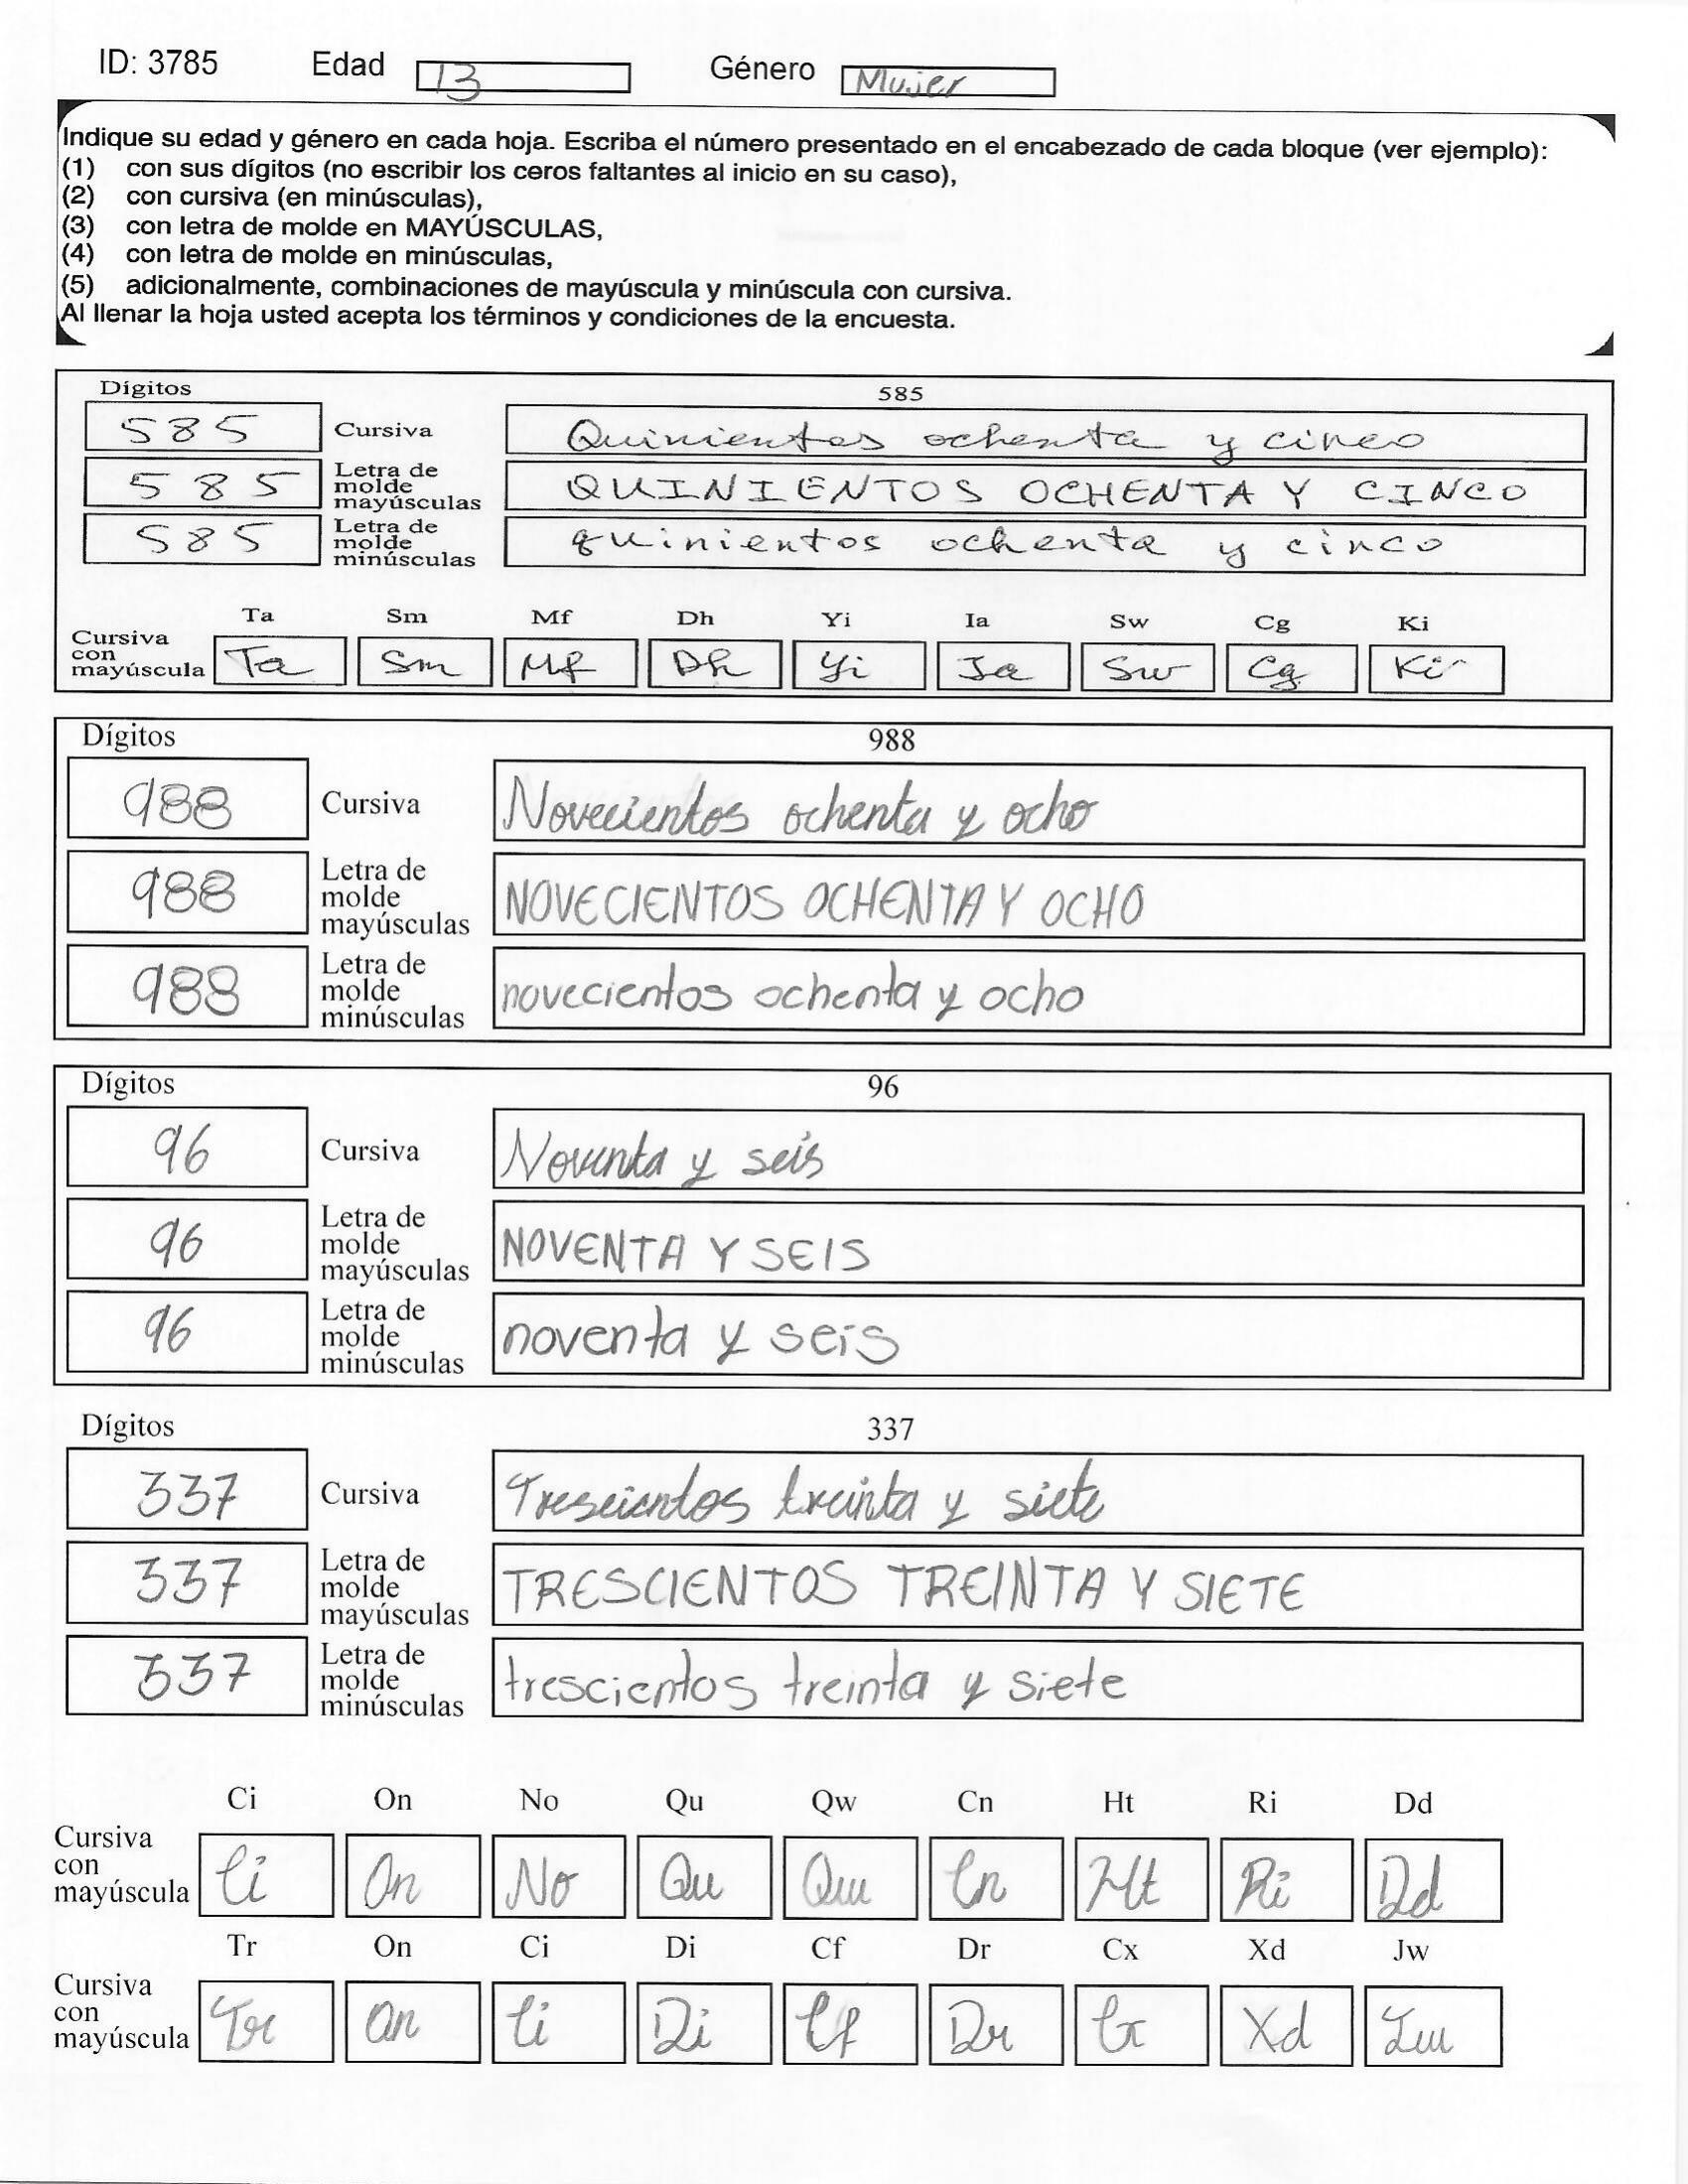 ID: 3785 Edad 13 Género Mujer
Indique su edad y género en cada hoja. Escriba el número presentado en el encabezado de cada bloque (ver ejemplo):
(1) con sus dígitos (no escribir los ceros faltantes al inicio en su caso),
(2) con cursiva (en minúsculas),
(3) con letra de molde en MAYÚSCULAS,
(4) con letra de molde en minúsculas,
(5) adicionalmente, combinaciones de mayúscula y minúscula con cursiva.
Al llenar la hoja usted acepta los términos y condiciones de la encuesta.
Dígitos 585
585 Cursiva Quinientos ochenta y cinco
585 Letra de molde mayúsculas QUINIENTOS OCHENTA Y CINCO
585 Letra de molde minúsculas quinientos ochenta y cinco
Ta Sm Mf Dh Yi Ia Sw Cg Ki
Cursiva con mayúscula Ta Sm Mf Dh Yi Ia Sw Cg Ki
Dígitos 988
988 Cursiva Novecientos ochenta y ocho
988 Letra de molde mayúsculas NOVECIENTOS OCHENTA Y OCHO
988 Letra de molde minúsculas novecientos ochenta y ocho
Dígitos 96
96 Cursiva Noventa y seis
96 Letra de molde mayúsculas NOVENTA Y SEIS
96 Letra de molde minúsculas noventa y seis
Dígitos 337
337 Cursiva Trescientos treinta y siete
337 Letra de molde mayúsculas TRESCIENTOS TREINTA Y SIETE
337 Letra de molde minúsculas trescientos treinta y siete
Ci On No Qu Qw Cn Ht Ri Dd
Cursiva con mayúscula Ci On No Qu Qw Cn Ht Ri Dd
Tr On Ci Di Cf Dr Cx Xd Jw
Cursiva con mayúscula Tr On Ci Di Cf Dr Cx Xd Jw